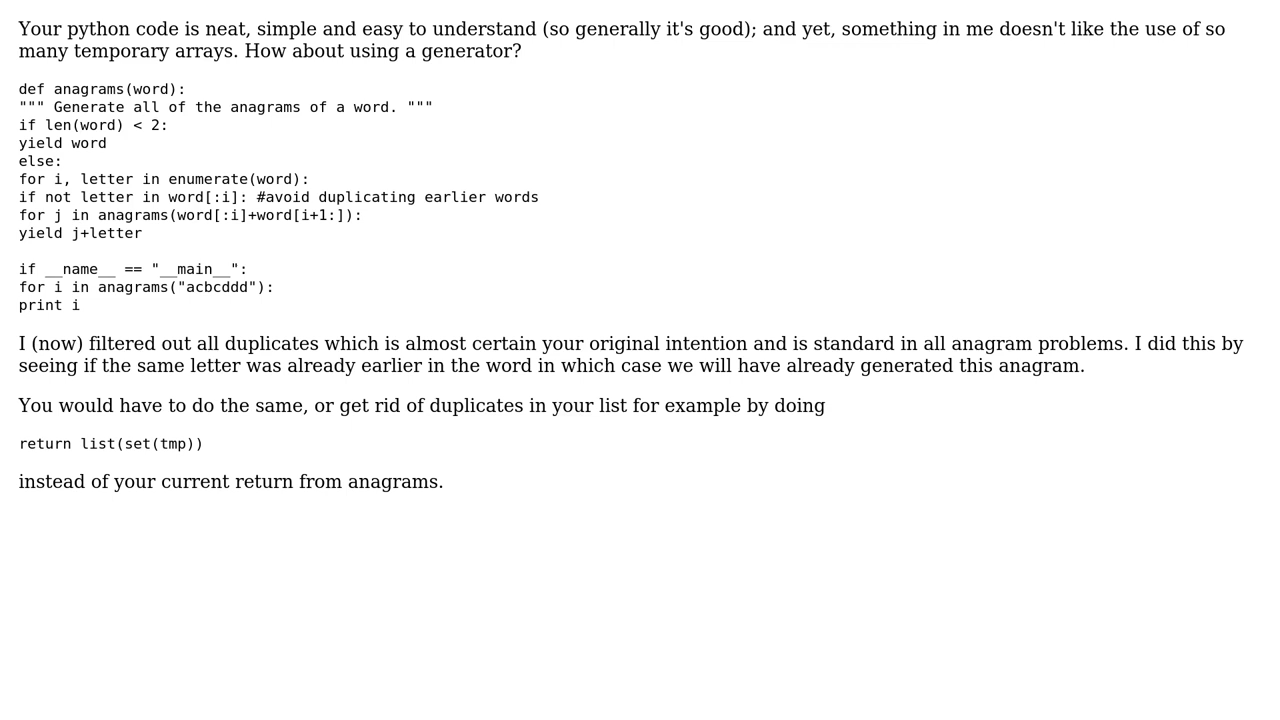 Your python code is neat, simple and easy to understand (so generally it's good); and yet, something in me doesn't like the use of so
many temporary arrays. How about using a generator?
def anagrams(word):
""" Generate all of the anagrams of a word. """
if len(word) < 2:
yield word
else:
for i, letter in enumerate(word):
if not letter in word[:i]: #avoid duplicating earlier words
for j in anagrams(word[:i]+word[i+1:]):
yield j+letter
if __name__ == "__main__":
for i in anagrams("acbcddd"):
print i
I (now) filtered out all duplicates which is almost certain your original intention and is standard in all anagram problems. I did this by
seeing if the same letter was already earlier in the word in which case we will have already generated this anagram.
You would have to do the same, or get rid of duplicates in your list for example by doing
return list(set(tmp))
instead of your current return from anagrams.